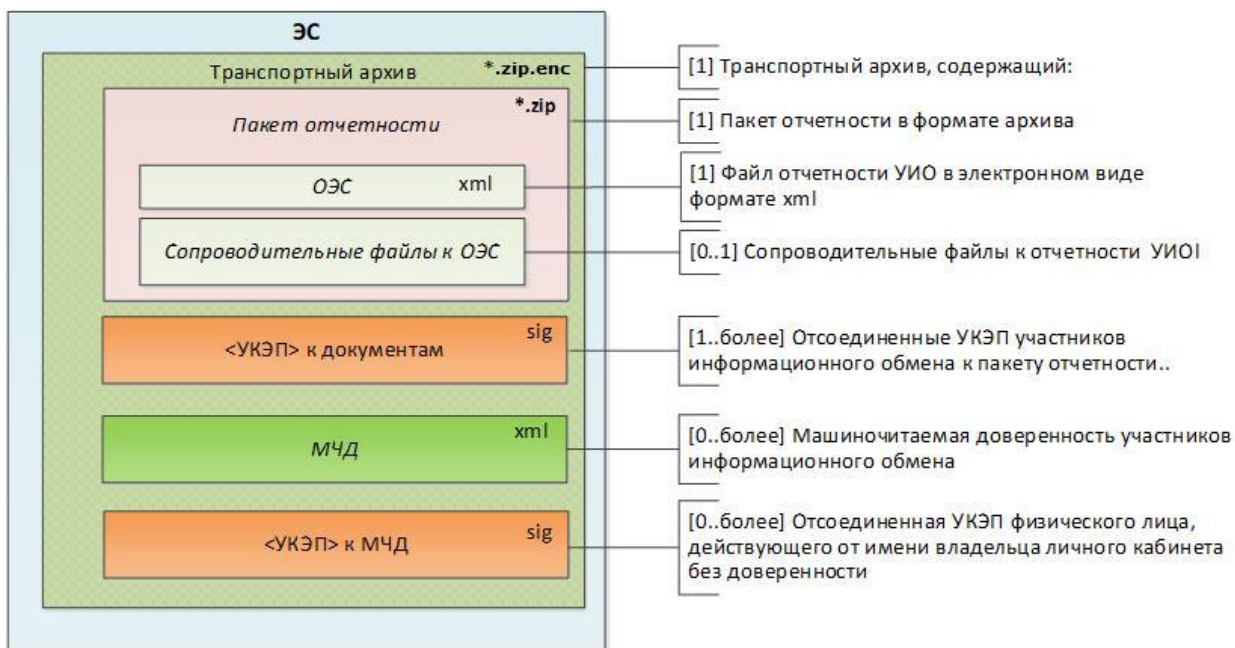 ЭС
Транспортный архив *.zip.enc
[1] Транспортный архив, содержащий:
*.zip
Пакет отчетности
[1] Пакет отчетности в формате архива
ОЭС xml
[1] Файл отчетности УИО в электронном виде
формате xml
Сопроводительные файлы к ОЭС
[0..1] Сопроводительные файлы к отчетности УИОl
<УКЭП> к документам sig
[1..более] Отсоединенные УКЭП участников
информационного обмена к пакету отчетности..
МЧД xml
[0..более] Машиночитаемая доверенность участников
информационного обмена
<УКЭП> к МЧД sig
[0..более] Отсоединенная УКЭП физического лица,
действующего от имени владельца личного кабинета
без доверенности